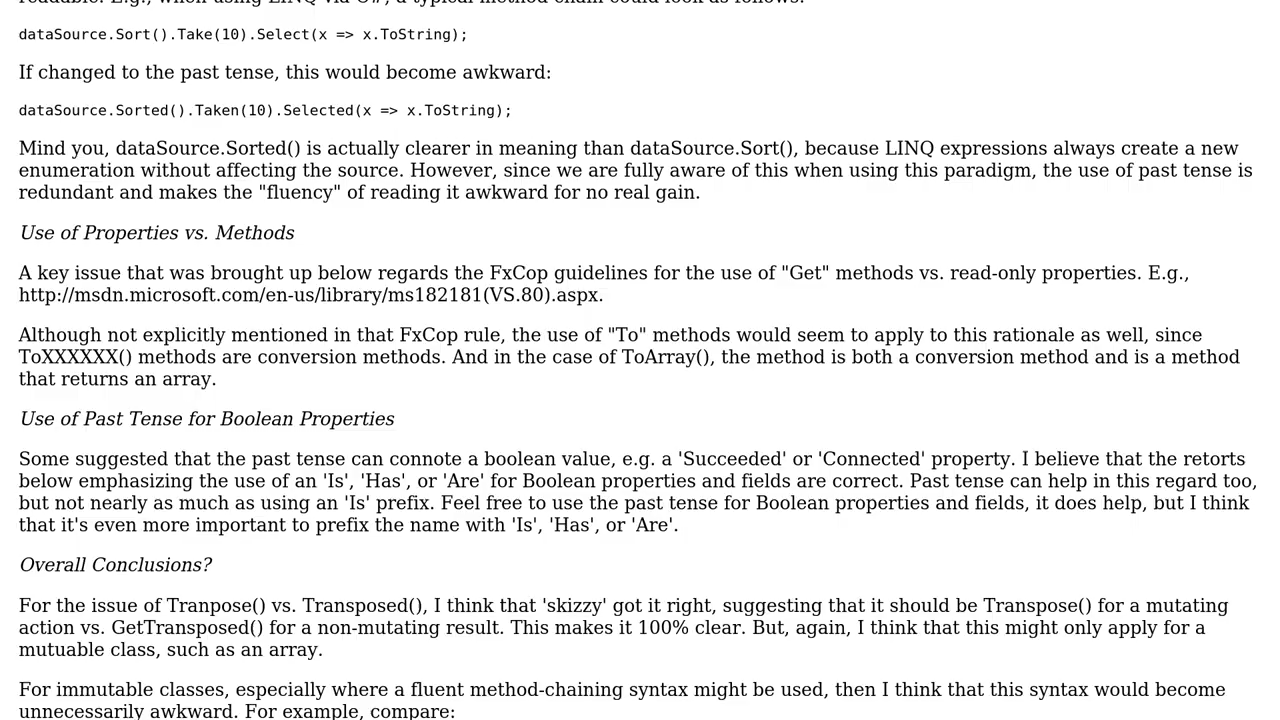 readable. E.g., when using LINQ via C#, a typical method chain could look as follows:
dataSource.Sort().Take(10).Select(x => x.ToString);
If changed to the past tense, this would become awkward:
dataSource.Sorted().Taken(10).Selected(x => x.ToString);
Mind you, dataSource.Sorted() is actually clearer in meaning than dataSource.Sort(), because LINQ expressions always create a new
enumeration without affecting the source. However, since we are fully aware of this when using this paradigm, the use of past tense is
redundant and makes the "fluency" of reading it awkward for no real gain.
Use of Properties vs. Methods
A key issue that was brought up below regards the FxCop guidelines for the use of "Get" methods vs. read-only properties. E.g.,
http://msdn.microsoft.com/en-us/library/ms182181(VS.80).aspx.
Although not explicitly mentioned in that FxCop rule, the use of "To" methods would seem to apply to this rationale as well, since
ToXXXXXX() methods are conversion methods. And in the case of ToArray(), the method is both a conversion method and is a method
that returns an array.
Use of Past Tense for Boolean Properties
Some suggested that the past tense can connote a boolean value, e.g. a 'Succeeded' or 'Connected' property. I believe that the retorts
below emphasizing the use of an 'Is', 'Has', or 'Are' for Boolean properties and fields are correct. Past tense can help in this regard too,
but not nearly as much as using an 'Is' prefix. Feel free to use the past tense for Boolean properties and fields, it does help, but I think
that it's even more important to prefix the name with 'Is', 'Has', or 'Are'.
Overall Conclusions?
For the issue of Tranpose() vs. Transposed(), I think that 'skizzy' got it right, suggesting that it should be Transpose() for a mutating
action vs. GetTransposed() for a non-mutating result. This makes it 100% clear. But, again, I think that this might only apply for a
mutuable class, such as an array.
For immutable classes, especially where a fluent method-chaining syntax might be used, then I think that this syntax would become
unnecessarily awkward. For example, compare: